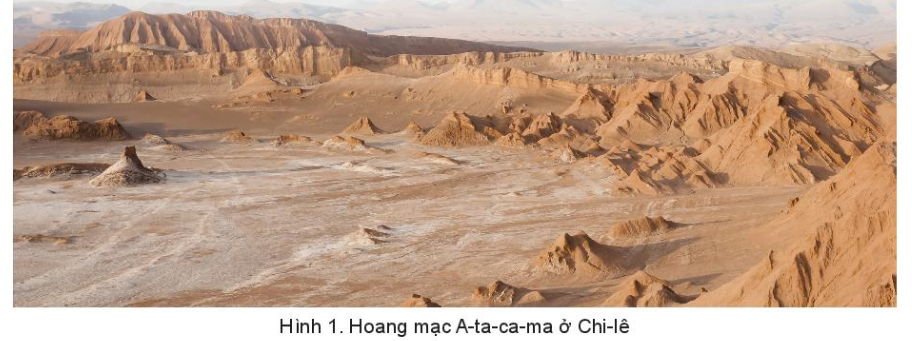 Hình 1. Hoang mạc A-ta-ca-ma ở Chi-lê